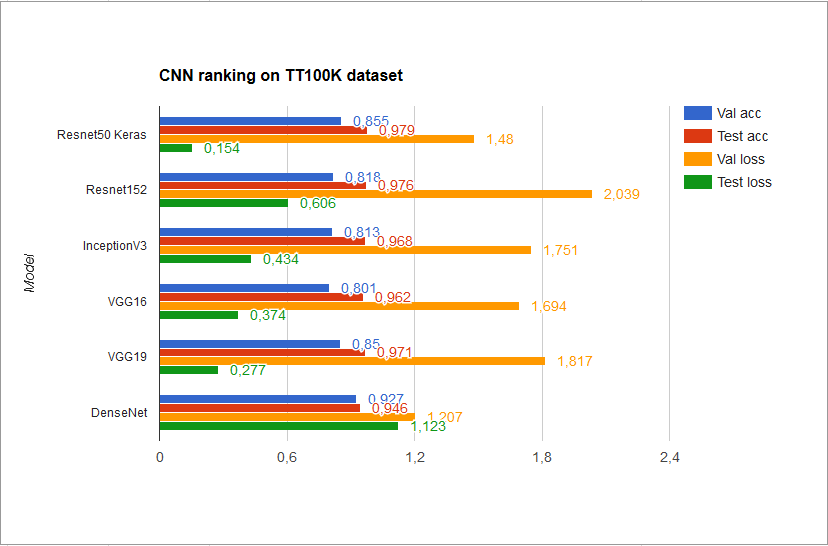 CNN ranking on TT100K dataset
Val acc
Test acc
Val loss
Test loss
Model
Resnet50 Keras
0,855
0,979
1,48
0,154
Resnet152
0,818
0,976
2,039
0,606
InceptionV3
0,813
0,968
1,751
0,434
VGG16
0,801
0,962
1,694
0,374
VGG19
0,85
0,971
1,817
0,277
DenseNet
0,927
0,946
1,207
1,123
0
0,6
1,2
1,8
2,4